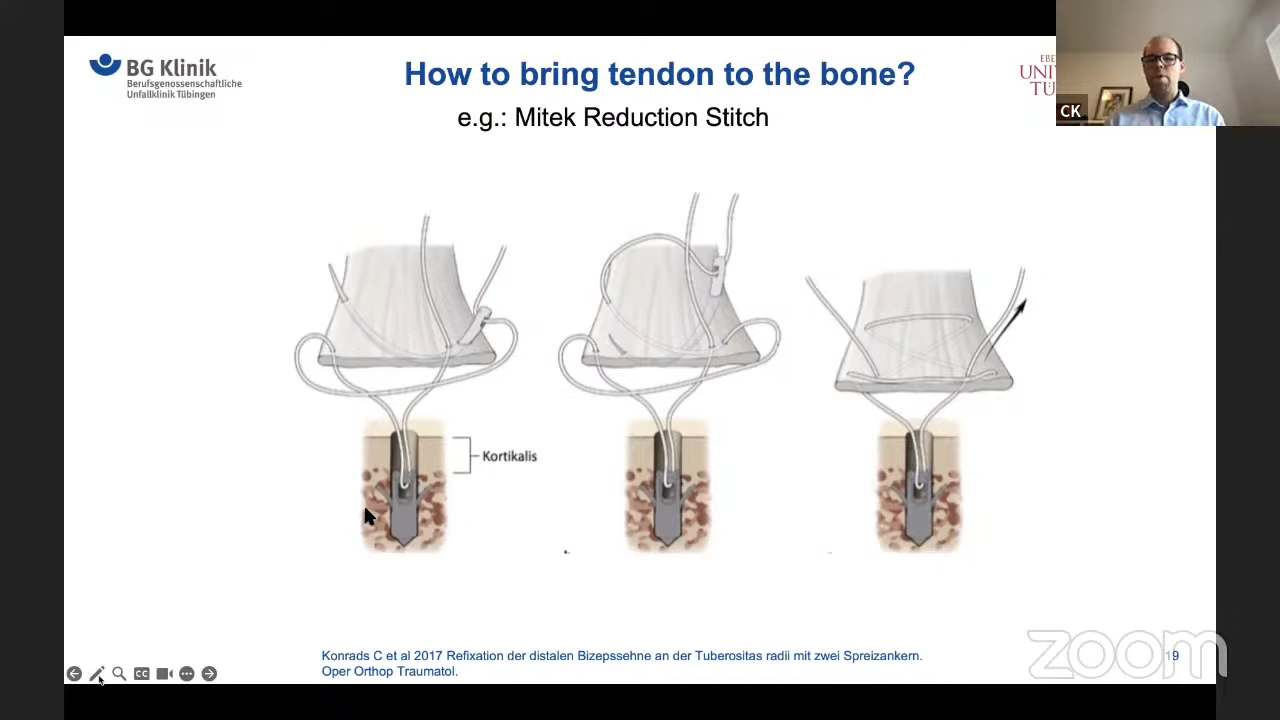 BG Klinik
Berufsgenossenschaftliche
Unfallklinik Tübingen
How to bring tendon to the bone?
e.g.: Mitek Reduction Stitch
CK
Kortikalis
Konrads C et al 2017 Refixation der distalen Bizepssehne an der Tuberositas radii mit zwei Spreizankern.
Oper Orthop Traumatol.
CC
zoom
19